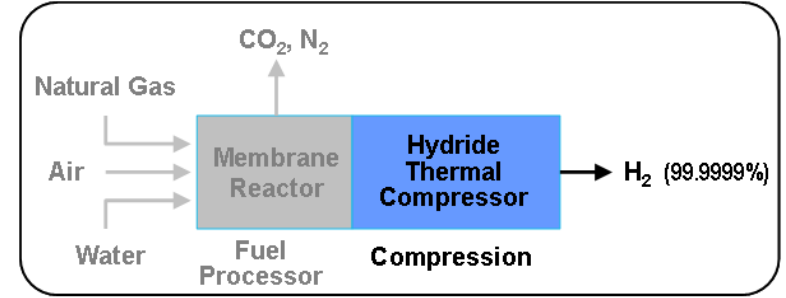 CO₂, N₂
Natural Gas
Air
Water
Membrane
Reactor
Fuel
Processor
Hydride
Thermal
Compressor
Compression
H₂ (99.9999%)